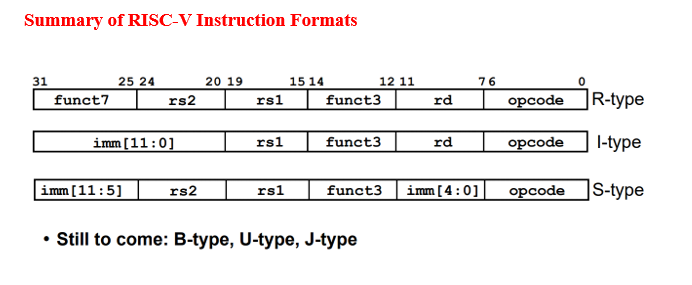 Summary of RISC-V Instruction Formats
31 25 24 20 19 15 14 12 11 7 6 0
funct7 rs2 rs1 funct3 rd opcode R-type
imm[11:0] rs1 funct3 rd opcode I-type
imm[11:5] rs2 rs1 funct3 imm[4:0] opcode S-type
• Still to come: B-type, U-type, J-type